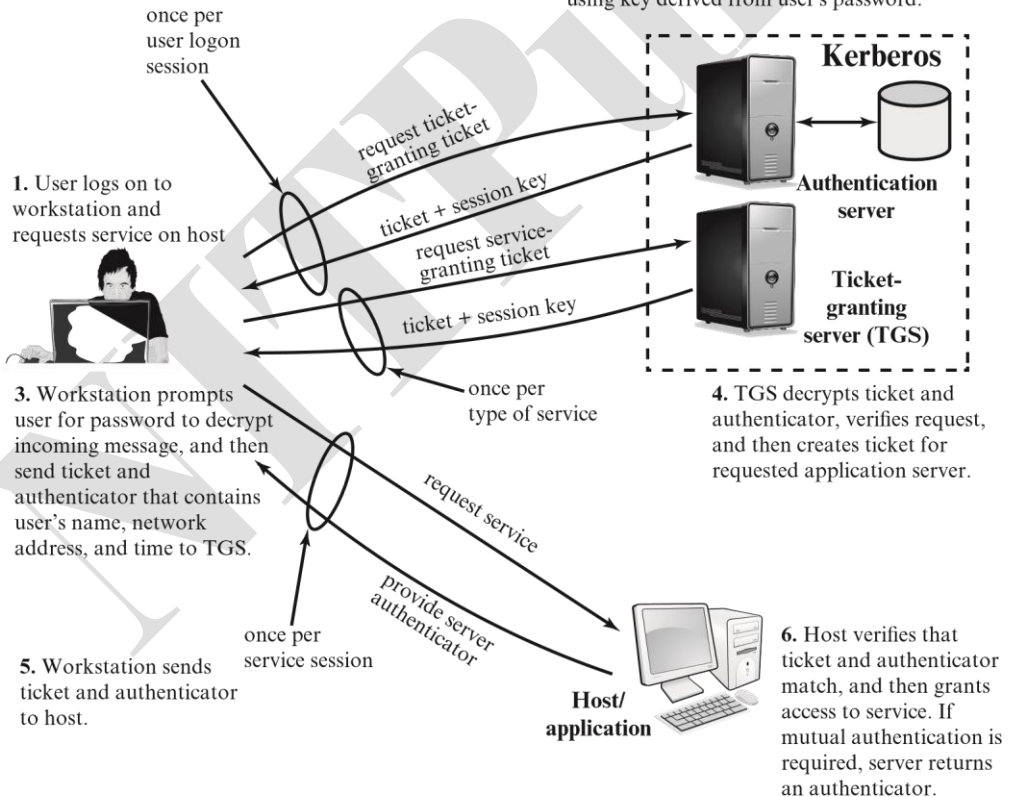 using key derived from user's password.
once per
user logon
session
Kerberos
request ticket-
granting ticket
1. User logs on to
workstation and
requests service on host
ticket + session key
Authentication
server
request service-
granting ticket
Ticket-
granting
server (TGS)
ticket + session key
3. Workstation prompts
user for password to decrypt
incoming message, and then
send ticket and
authenticator that contains
user's name, network
address, and time to TGS.
once per
type of service
4. TGS decrypts ticket and
authenticator, verifies request,
and then creates ticket for
requested application server.
request service
provide server
authenticator
once per
service session
5. Workstation sends
ticket and authenticator
to host.
Host/
application
6. Host verifies that
ticket and authenticator
match, and then grants
access to service. If
mutual authentication is
required, server returns
an authenticator.